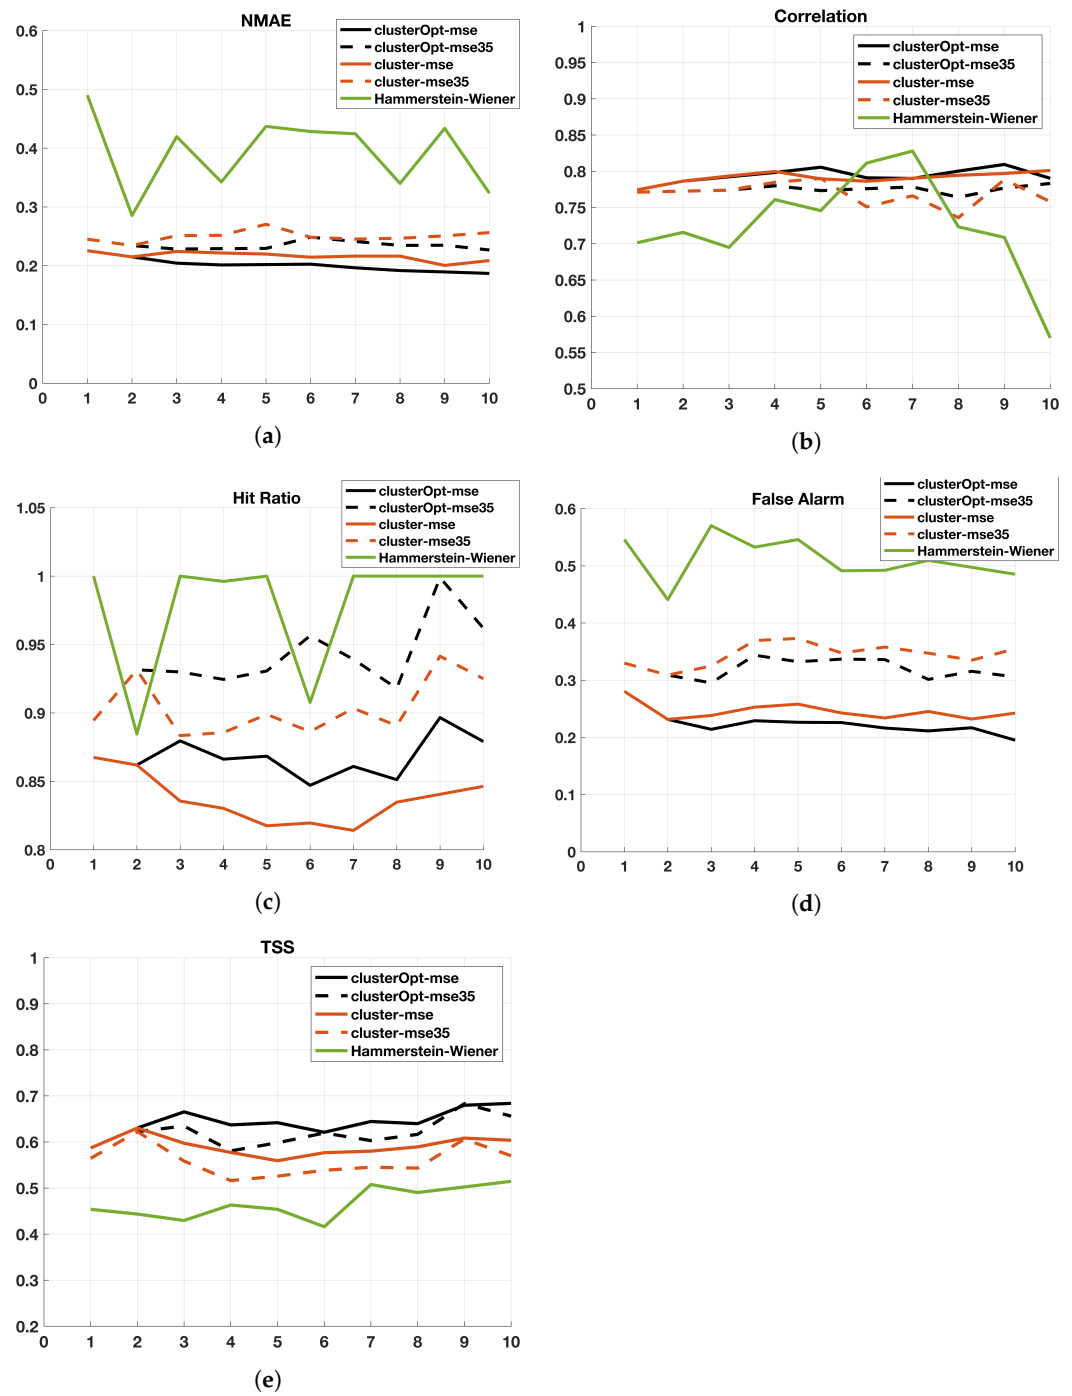 NMAE
clusterOpt-mse
clusterOpt-mse35
cluster-mse
cluster-mse35
Hammerstein-Wiener
0.6
0.5
0.4
0.3
0.2
0.1
0
0 1 2 3 4 5 6 7 8 9 10
(a)
Correlation
clusterOpt-mse
clusterOpt-mse35
cluster-mse
cluster-mse35
Hammerstein-Wiener
1
0.95
0.9
0.85
0.8
0.75
0.7
0.65
0.6
0.55
0.5
0 1 2 3 4 5 6 7 8 9 10
(b)
Hit Ratio
clusterOpt-mse
clusterOpt-mse35
cluster-mse
cluster-mse35
Hammerstein-Wiener
1.05
1
0.95
0.9
0.85
0.8
0 1 2 3 4 5 6 7 8 9 10
(c)
False Alarm
clusterOpt-mse
clusterOpt-mse35
cluster-mse
cluster-mse35
Hammerstein-Wiener
0.6
0.5
0.4
0.3
0.2
0.1
0
0 1 2 3 4 5 6 7 8 9 10
(d)
TSS
clusterOpt-mse
clusterOpt-mse35
cluster-mse
cluster-mse35
Hammerstein-Wiener
1
0.9
0.8
0.7
0.6
0.5
0.4
0.3
0.2
0 1 2 3 4 5 6 7 8 9 10
(e)